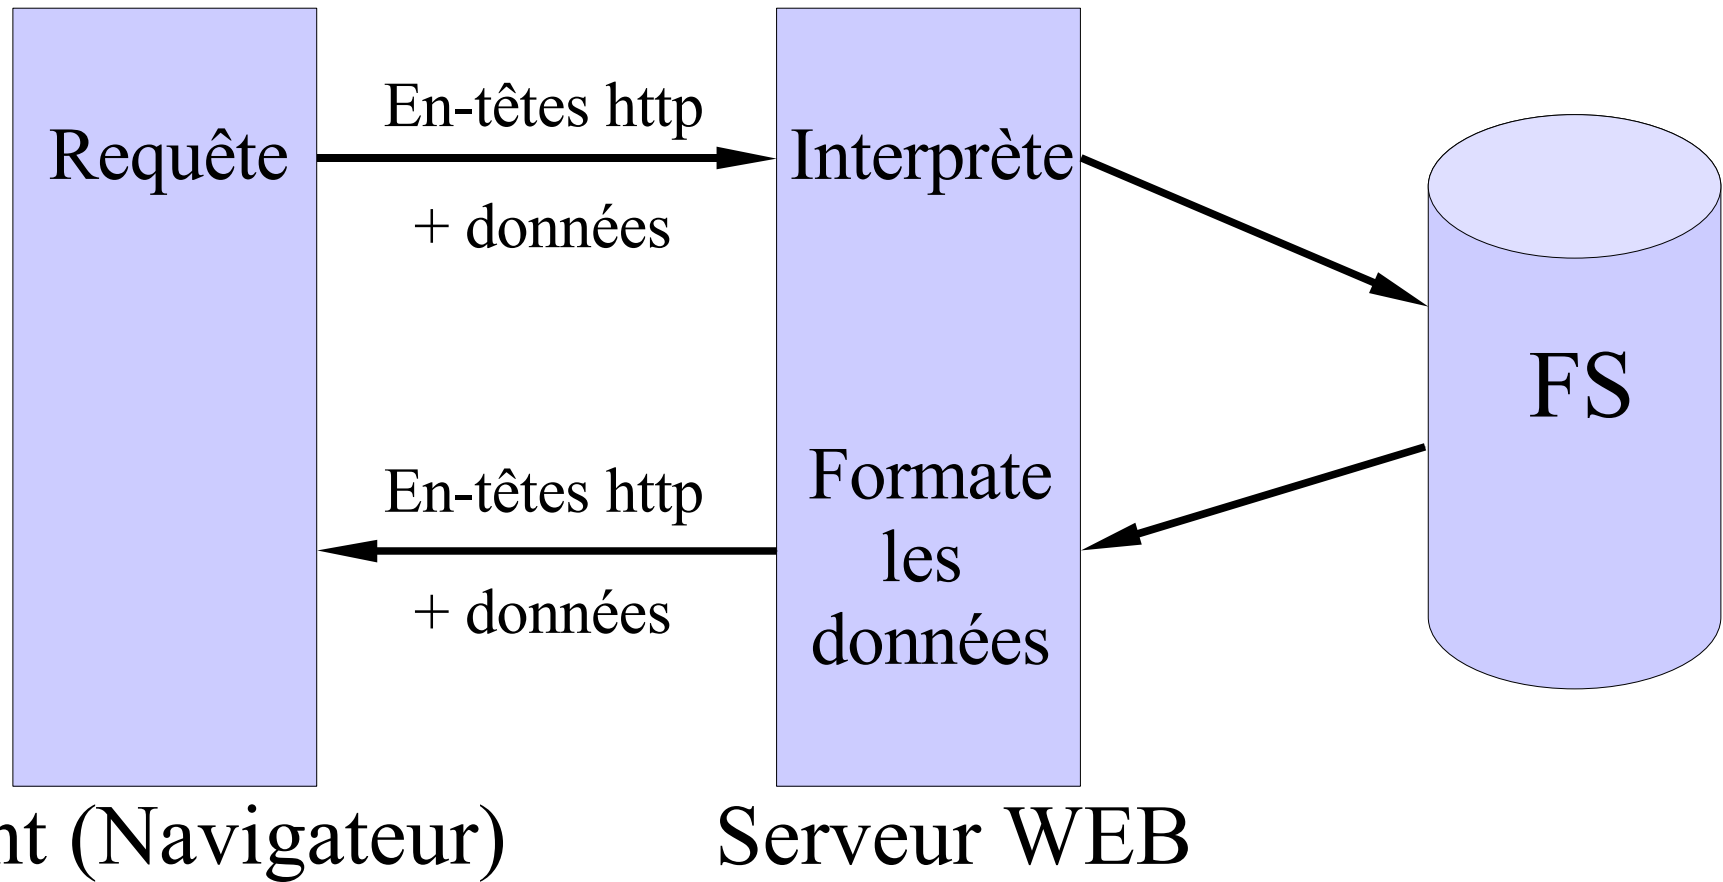 Requête
En-têtes http
+ données
Interprète
FS
En-têtes http
+ données
Formate
les
données
nt (Navigateur)
Serveur WEB